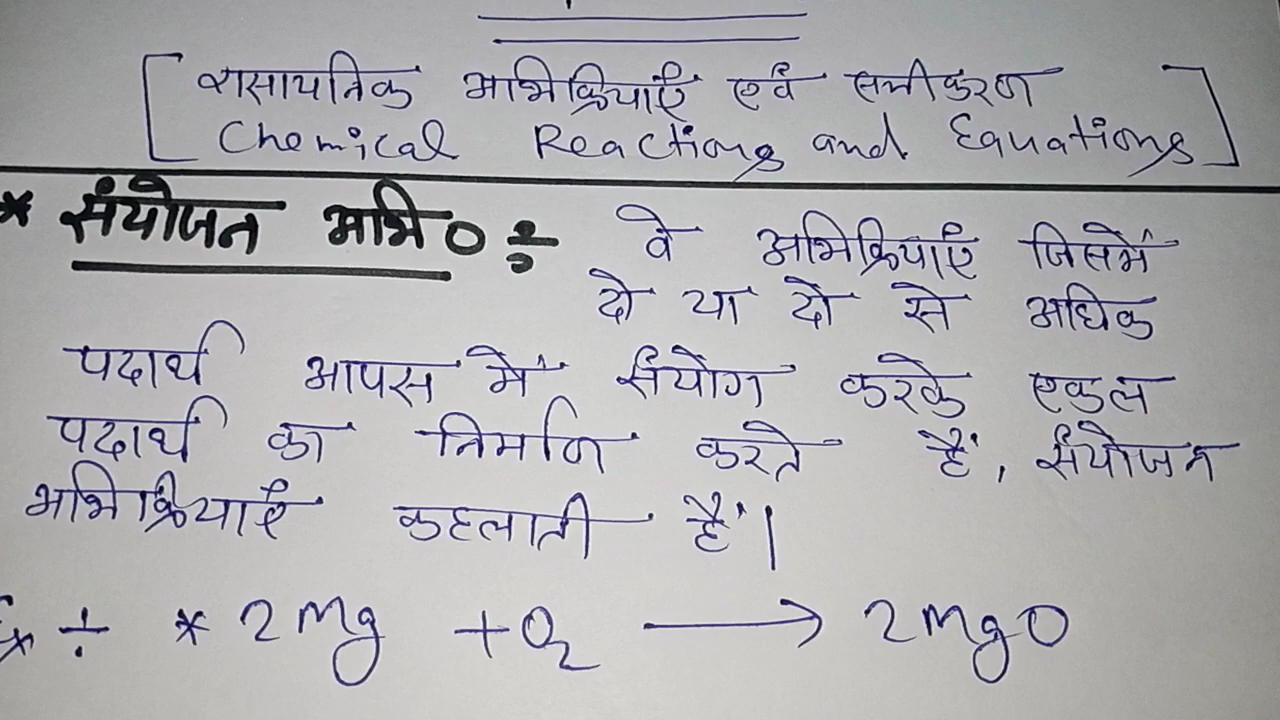 [ रासायनिक अभिक्रियाएँ एवं समीकरण
Chemical Reactions and Equations ]
* संयोजन अभि० :- वे अभिक्रियाएँ जिसमें
दो या दो से अधिक
पदार्थ आपस में संयोग करके एकल
पदार्थ का निर्माण करते हैं, संयोजन
अभिक्रियाएँ कहलाती हैं।
Ex ÷ * 2Mg + O₂ ⟶ 2MgO